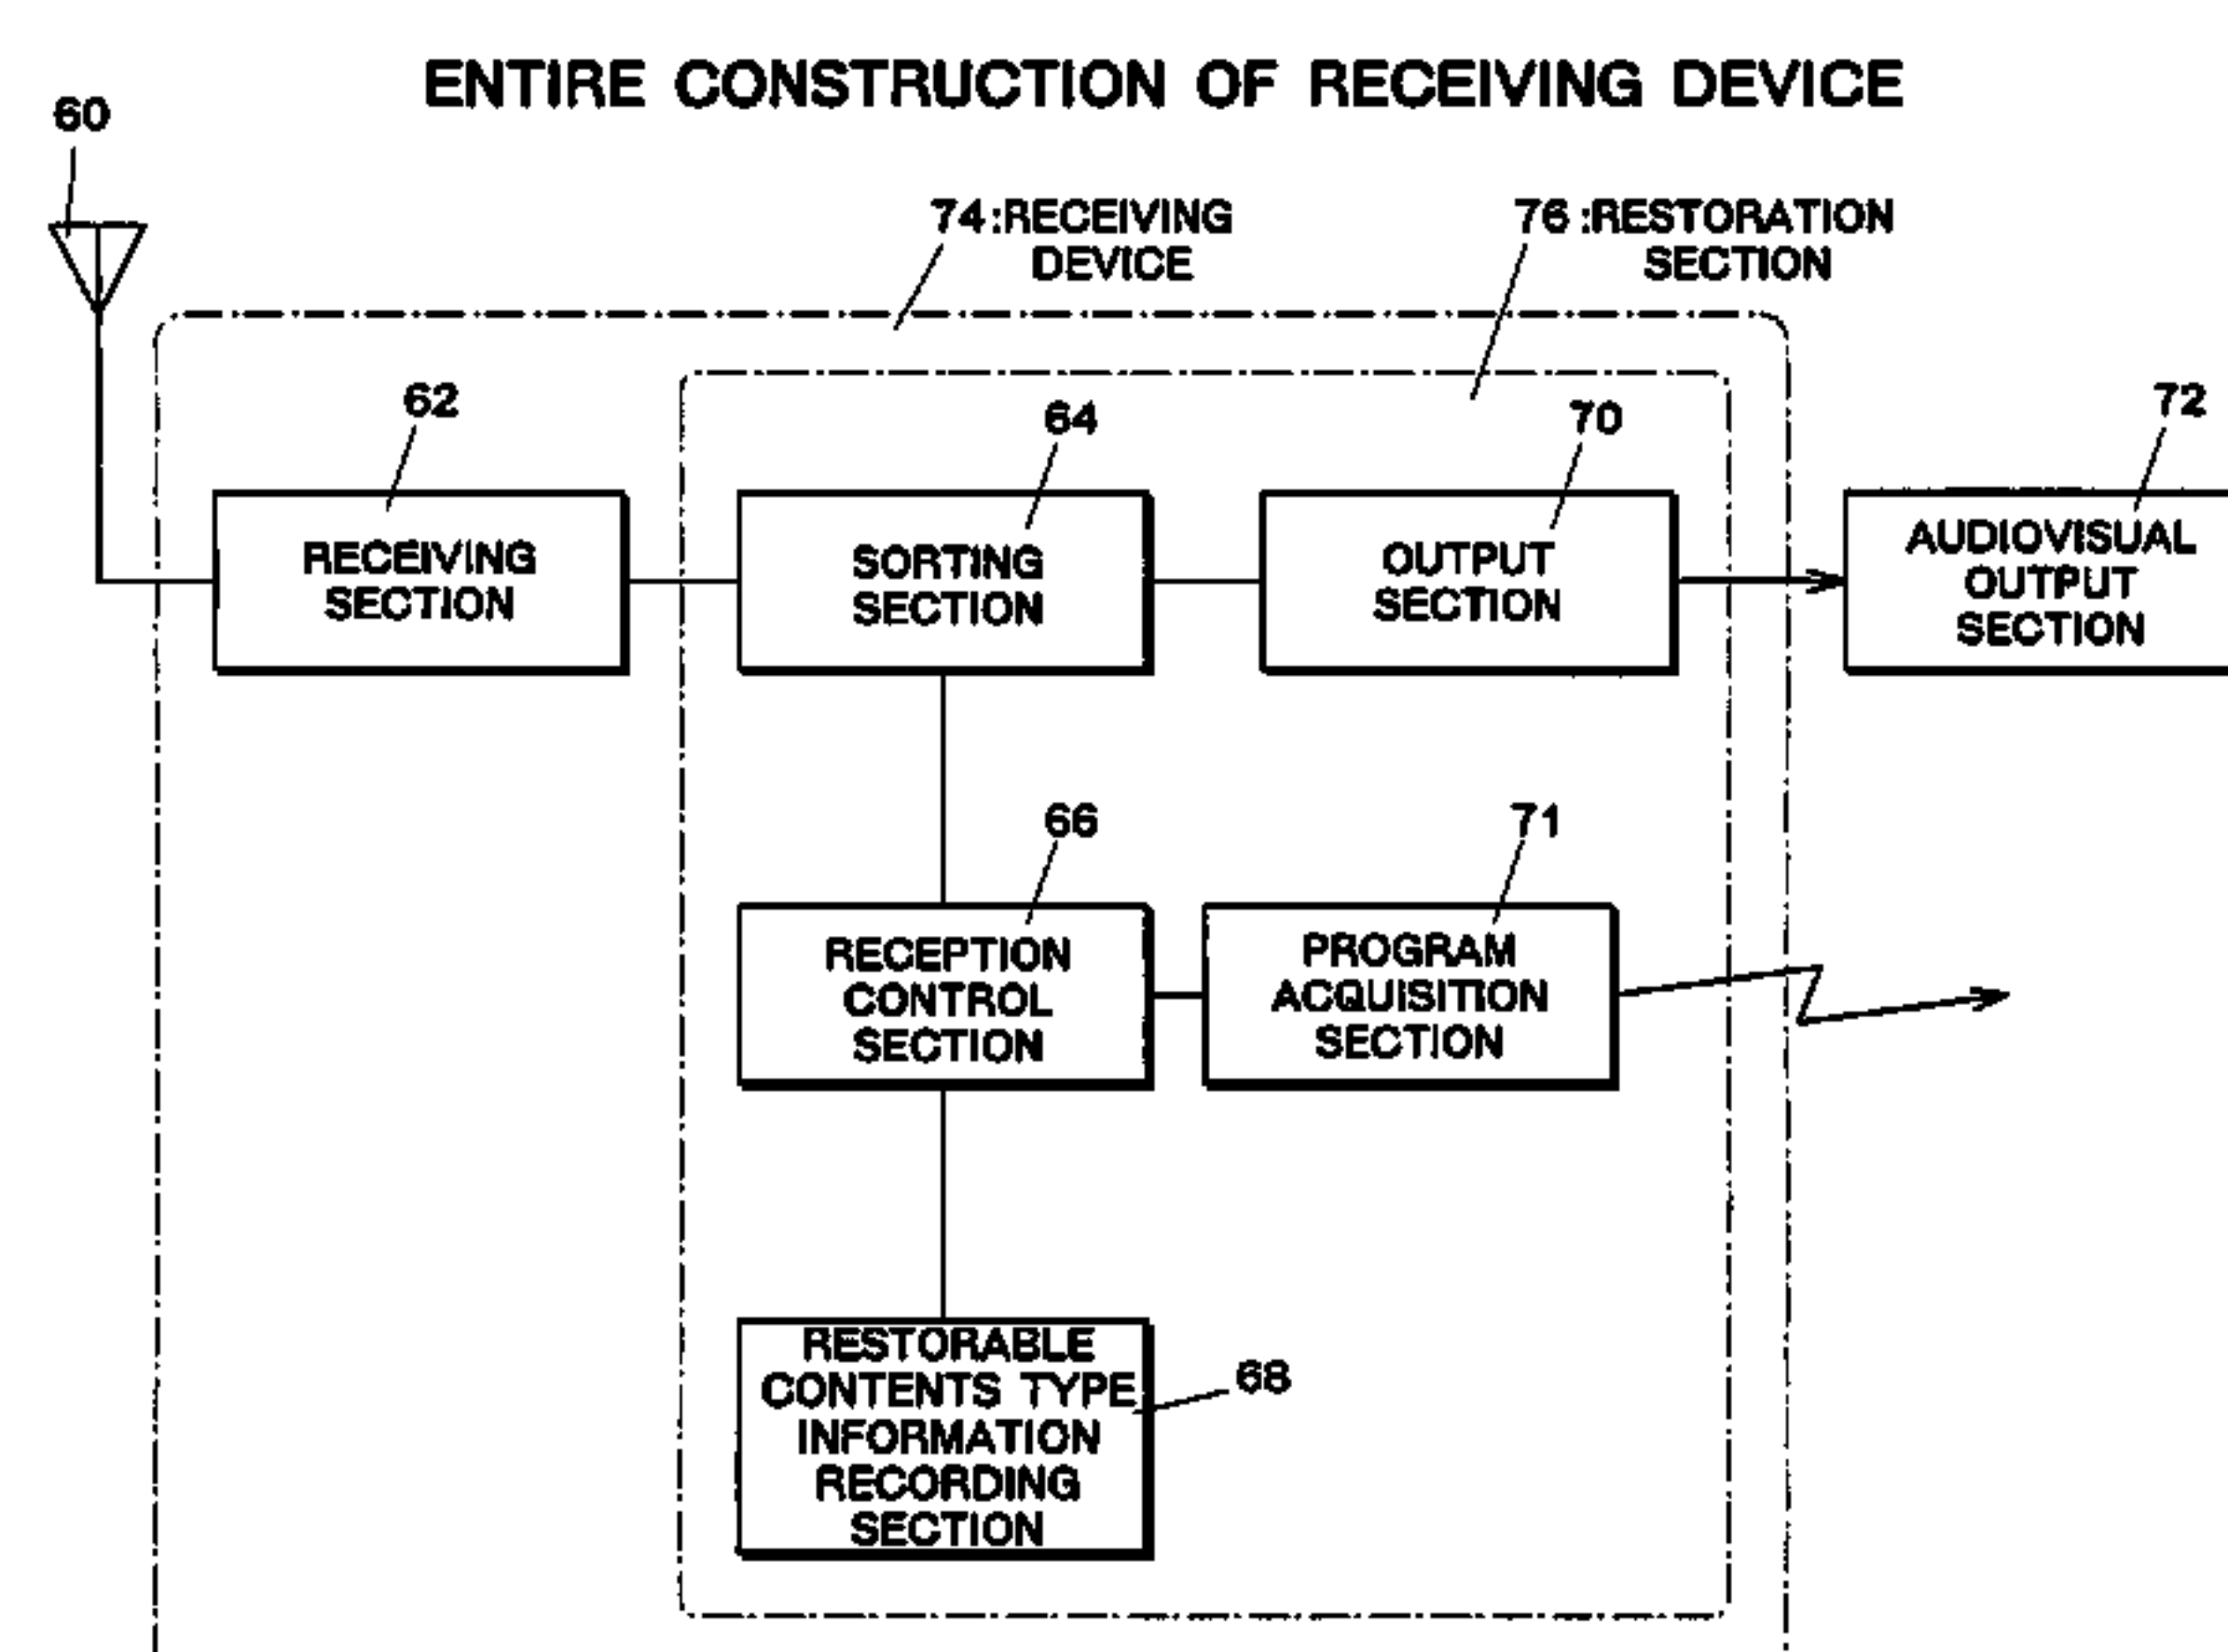 ENTIRE CONSTRUCTION OF RECEIVING DEVICE
60
74:RECEIVING
DEVICE
76:RESTORATION
SECTION
62
64
70
72
RECEIVING
SECTION
SORTING
SECTION
OUTPUT
SECTION
AUDIOVISUAL
OUTPUT
SECTION
66
71
RECEPTION
CONTROL
SECTION
PROGRAM
ACQUISITION
SECTION
RESTORABLE
CONTENTS TYPE
INFORMATION
RECORDING
SECTION
68